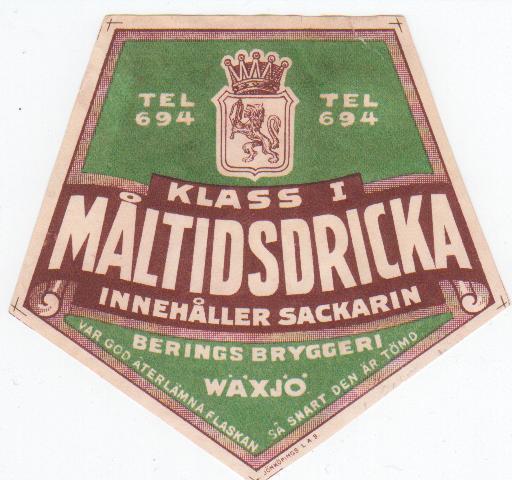 TEL 694
TEL 694
KLASS I
MÅLTIDSDRICKA
INNEHÅLLER SACKARIN
BERINGS BRYGGERI
WÄXJÖ
VAR GOD ÅTERLÄMNA FLASKAN
SÅ SNART DEN ÄR TÖMD
JÖNKÖPINGS L.A.B.